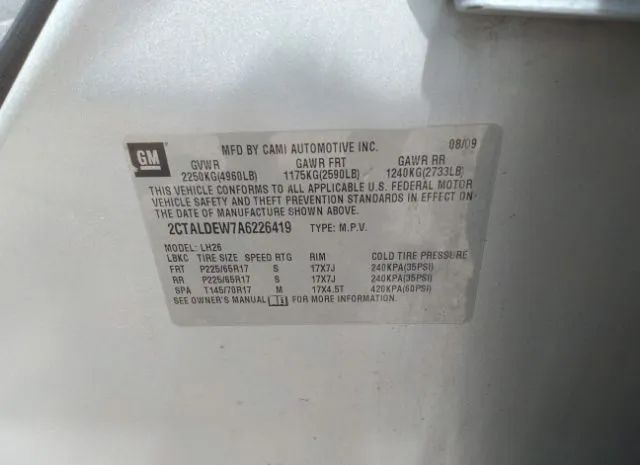 GM
MFD BY CAMI AUTOMOTIVE INC. 08/09
GVWR GAWR FRT GAWR RR
2250KG(4960LB) 1175KG(2590LB) 1240KG(2733LB)
THIS VEHICLE CONFORMS TO ALL APPLICABLE U.S. FEDERAL MOTOR
VEHICLE SAFETY AND THEFT PREVENTION STANDARDS IN EFFECT ON
THE DATE OF MANUFACTURE SHOWN ABOVE.
2CTALDEW7A6226419 TYPE: M.P.V.
MODEL: LH26
LBKC TIRE SIZE SPEED RTG RIM COLD TIRE PRESSURE
FRT P225/65R17 S 17X7J 240KPA(35PSI)
RR P225/65R17 S 17X7J 240KPA(35PSI)
SPA T145/70R17 M 17X4.5T 420KPA(60PSI)
SEE OWNER'S MANUAL FOR MORE INFORMATION.